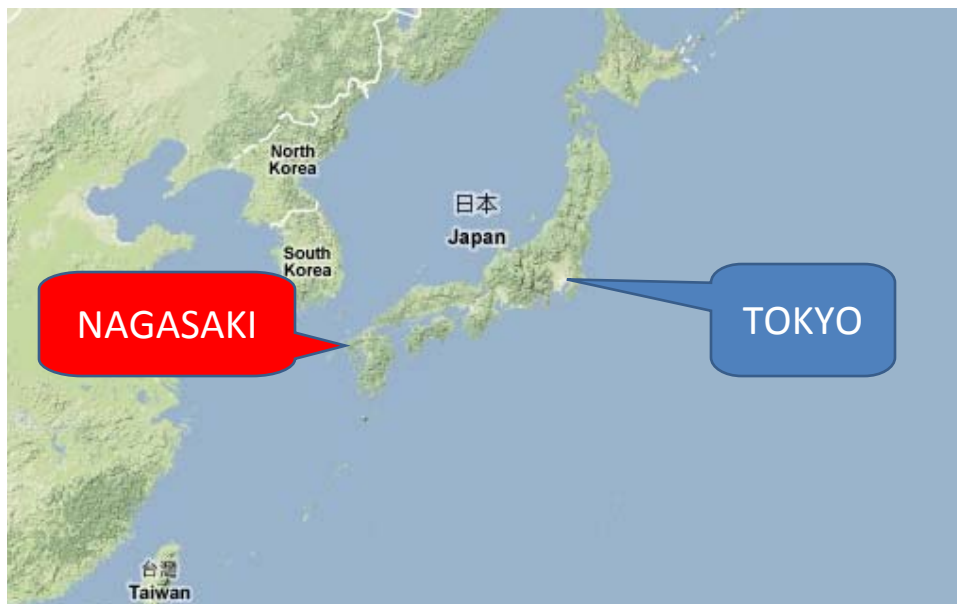 North
Korea
日本
Japan
South
Korea
NAGASAKI
TOKYO
台灣
Taiwan